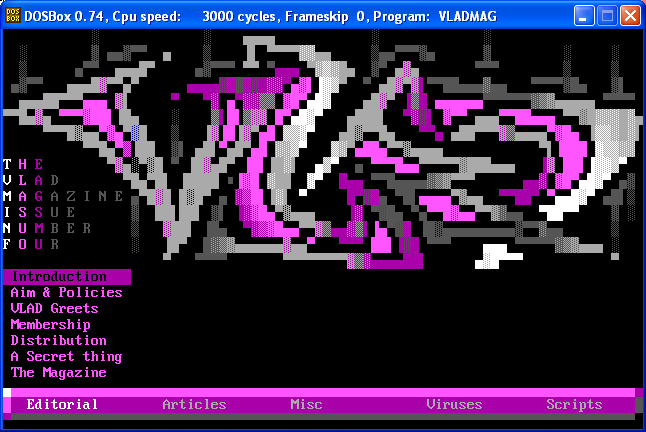 DOSBox 0.74, Cpu speed: 3000 cycles, Frameskip 0, Program: VLADMAG
THE
VLAD
MAGAZINE
ISSUE
NUMBER
FOUR
Introduction
Aim & Policies
VLAD Greets
Membership
Distribution
A Secret thing
The Magazine
Editorial Articles Misc Viruses Scripts